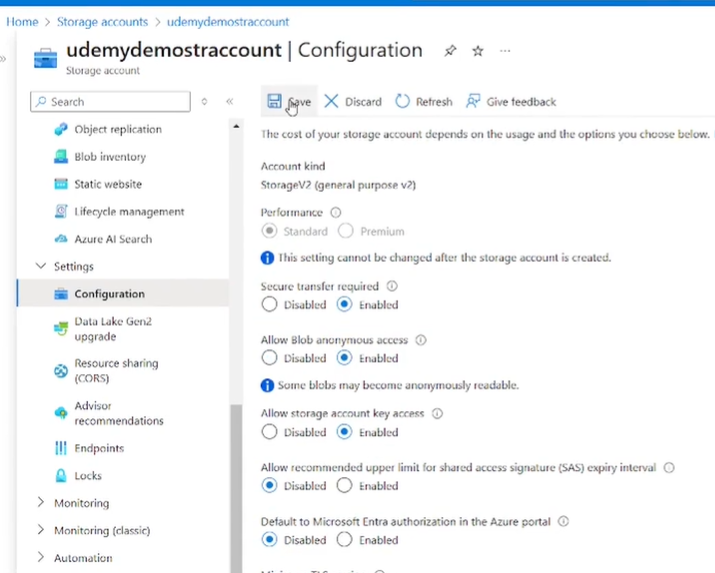 Home > Storage accounts > udemydemostraccount
udemydemostraccount | Configuration
Storage account
Search
Object replication
Blob inventory
Static website
Lifecycle management
Azure AI Search
Settings
Configuration
Data Lake Gen2
upgrade
Resource sharing
(CORS)
Advisor
recommendations
Endpoints
Locks
Monitoring
Monitoring (classic)
Automation
Save Discard Refresh Give feedback
The cost of your storage account depends on the usage and the options you choose below.
Account kind
StorageV2 (general purpose v2)
Performance
Standard Premium
This setting cannot be changed after the storage account is created.
Secure transfer required
Disabled Enabled
Allow Blob anonymous access
Disabled Enabled
Some blobs may become anonymously readable.
Allow storage account key access
Disabled Enabled
Allow recommended upper limit for shared access signature (SAS) expiry interval
Disabled Enabled
Default to Microsoft Entra authorization in the Azure portal
Disabled Enabled